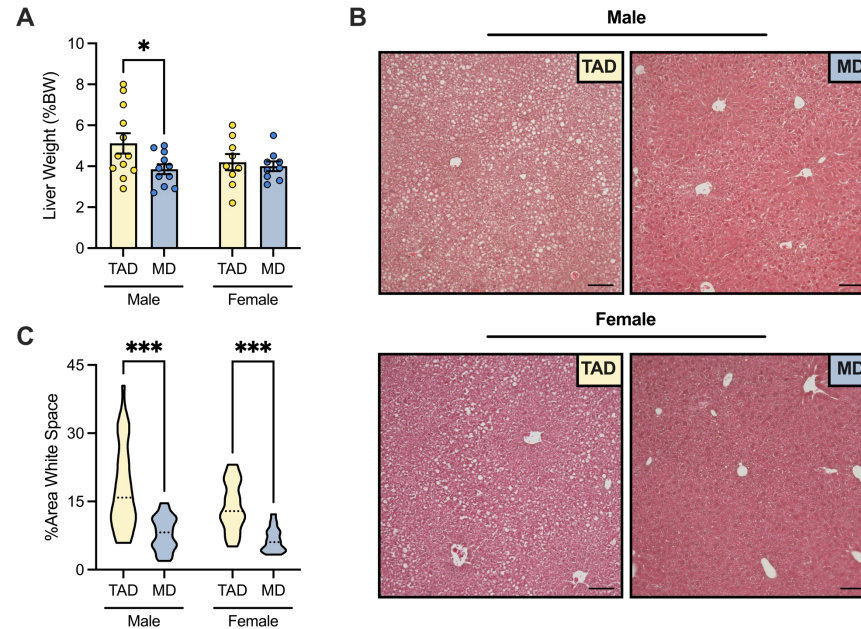 A
Liver Weight (%BW)
10
8
6
4
2
0
*
TAD MD TAD MD
Male Female
B
Male
TAD
MD
Female
TAD
MD
C
%Area White Space
45
30
15
0
*** ***
TAD MD TAD MD
Male Female